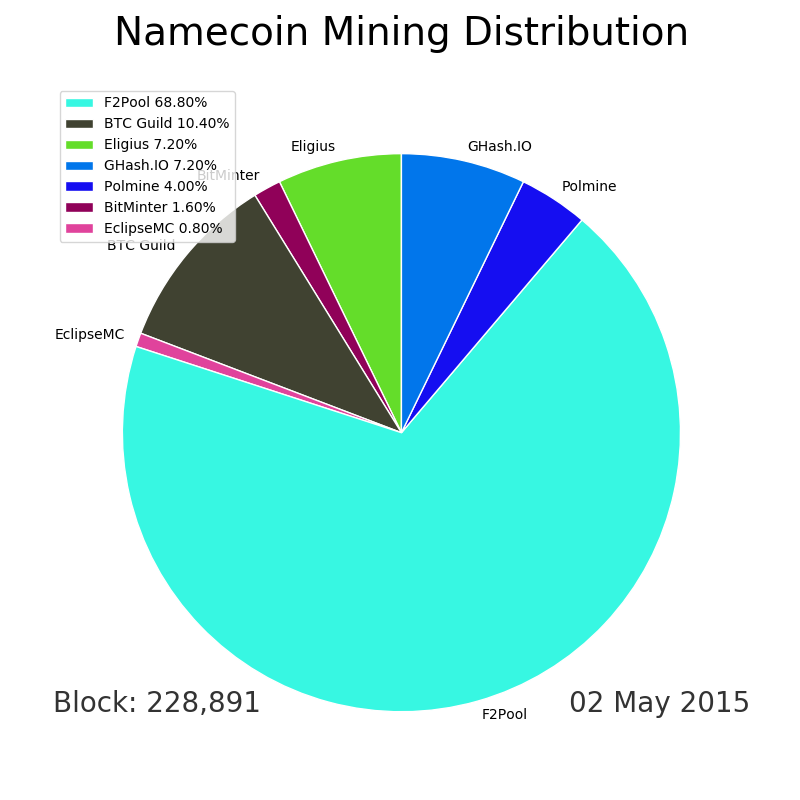 Namecoin Mining Distribution
F2Pool 68.80%
BTC Guild 10.40%
Eligius 7.20%
GHash.IO 7.20%
Polmine 4.00%
BitMinter 1.60%
EclipseMC 0.80%
Eligius
GHash.IO
BitMinter
Polmine
BTC Guild
EclipseMC
F2Pool
Block: 228,891
02 May 2015